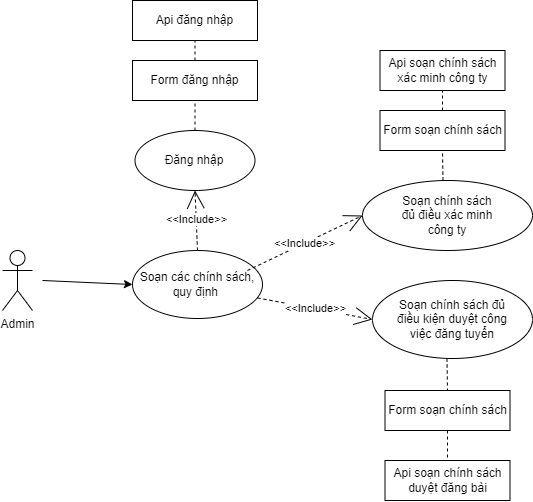 Api đăng nhập
Form đăng nhập
Đăng nhập
<<Include>>
Admin
Soạn các chính sách,
quy định
<<Include>>
<<Include>>
Api soạn chính sách
xác minh công ty
Form soạn chính sách
Soạn chính sách
đủ điều xác minh
công ty
Soạn chính sách đủ
điều kiện duyệt công
việc đăng tuyển
Form soạn chính sách
Api soạn chính sách
duyệt đăng bài